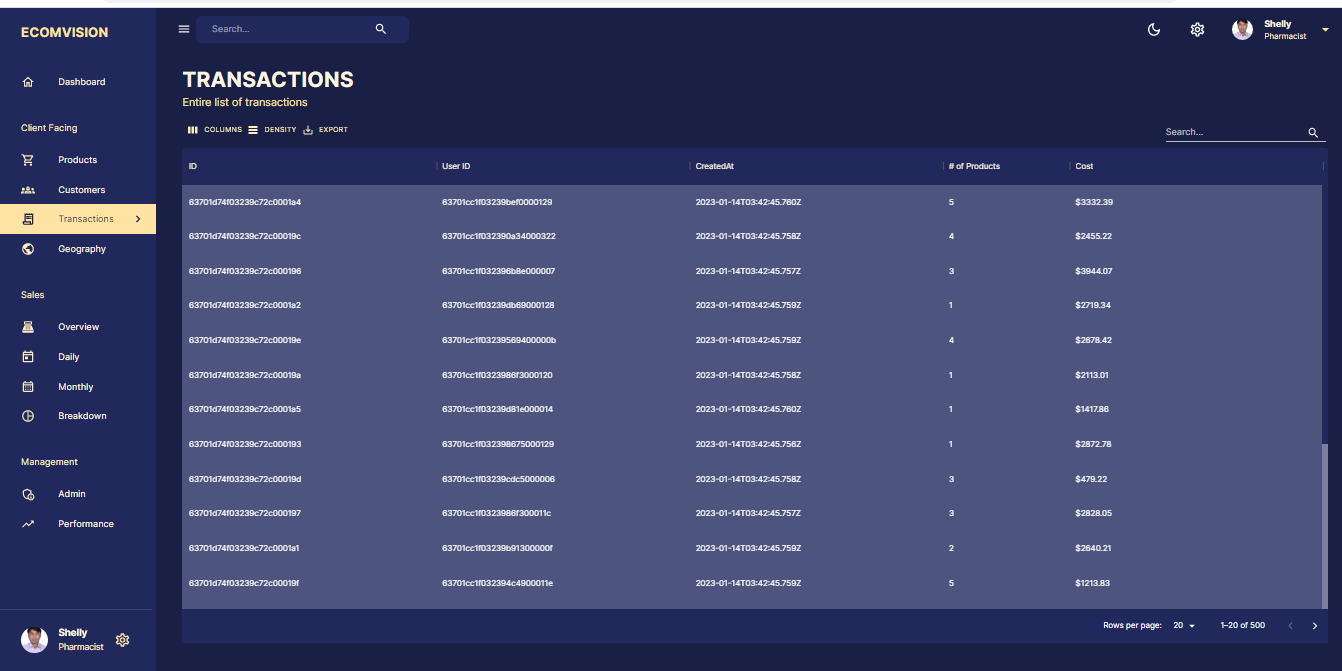 ECOMVISION
Search...
Shelly
Pharmacist
Dashboard
Client Facing
Products
Customers
Transactions
Geography
Sales
Overview
Daily
Monthly
Breakdown
Management
Admin
Performance
Shelly
Pharmacist
TRANSACTIONS
Entire list of transactions
COLUMNS DENSITY EXPORT
Search...
ID User ID CreatedAt # of Products Cost
63701d74f03239c72c0001a4 63701cc1f03239bef0000129 2023-01-14T03:42:45.760Z 5 $3332.39
63701d74f03239c72c00019c 63701cc1f032390a34000322 2023-01-14T03:42:45.758Z 4 $2455.22
63701d74f03239c72c000196 63701cc1f032396b8e000007 2023-01-14T03:42:45.757Z 3 $3944.07
63701d74f03239c72c0001a2 63701cc1f03239db69000128 2023-01-14T03:42:45.759Z 1 $2719.34
63701d74f03239c72c00019e 63701cc1f03239569400000b 2023-01-14T03:42:45.759Z 4 $2678.42
63701d74f03239c72c00019a 63701cc1f0323986f3000120 2023-01-14T03:42:45.758Z 1 $2113.01
63701d74f03239c72c0001a5 63701cc1f03239d81e000014 2023-01-14T03:42:45.760Z 1 $1417.86
63701d74f03239c72c000193 63701cc1f032398675000129 2023-01-14T03:42:45.756Z 1 $2872.78
63701d74f03239c72c00019d 63701cc1f03239cdc5000006 2023-01-14T03:42:45.758Z 3 $479.22
63701d74f03239c72c000197 63701cc1f0323986f300011c 2023-01-14T03:42:45.757Z 3 $2828.05
63701d74f03239c72c0001a1 63701cc1f03239b91300000f 2023-01-14T03:42:45.759Z 2 $2640.21
63701d74f03239c72c00019f 63701cc1f032394c4900011e 2023-01-14T03:42:45.759Z 5 $1213.83
Rows per page: 20 1–20 of 500